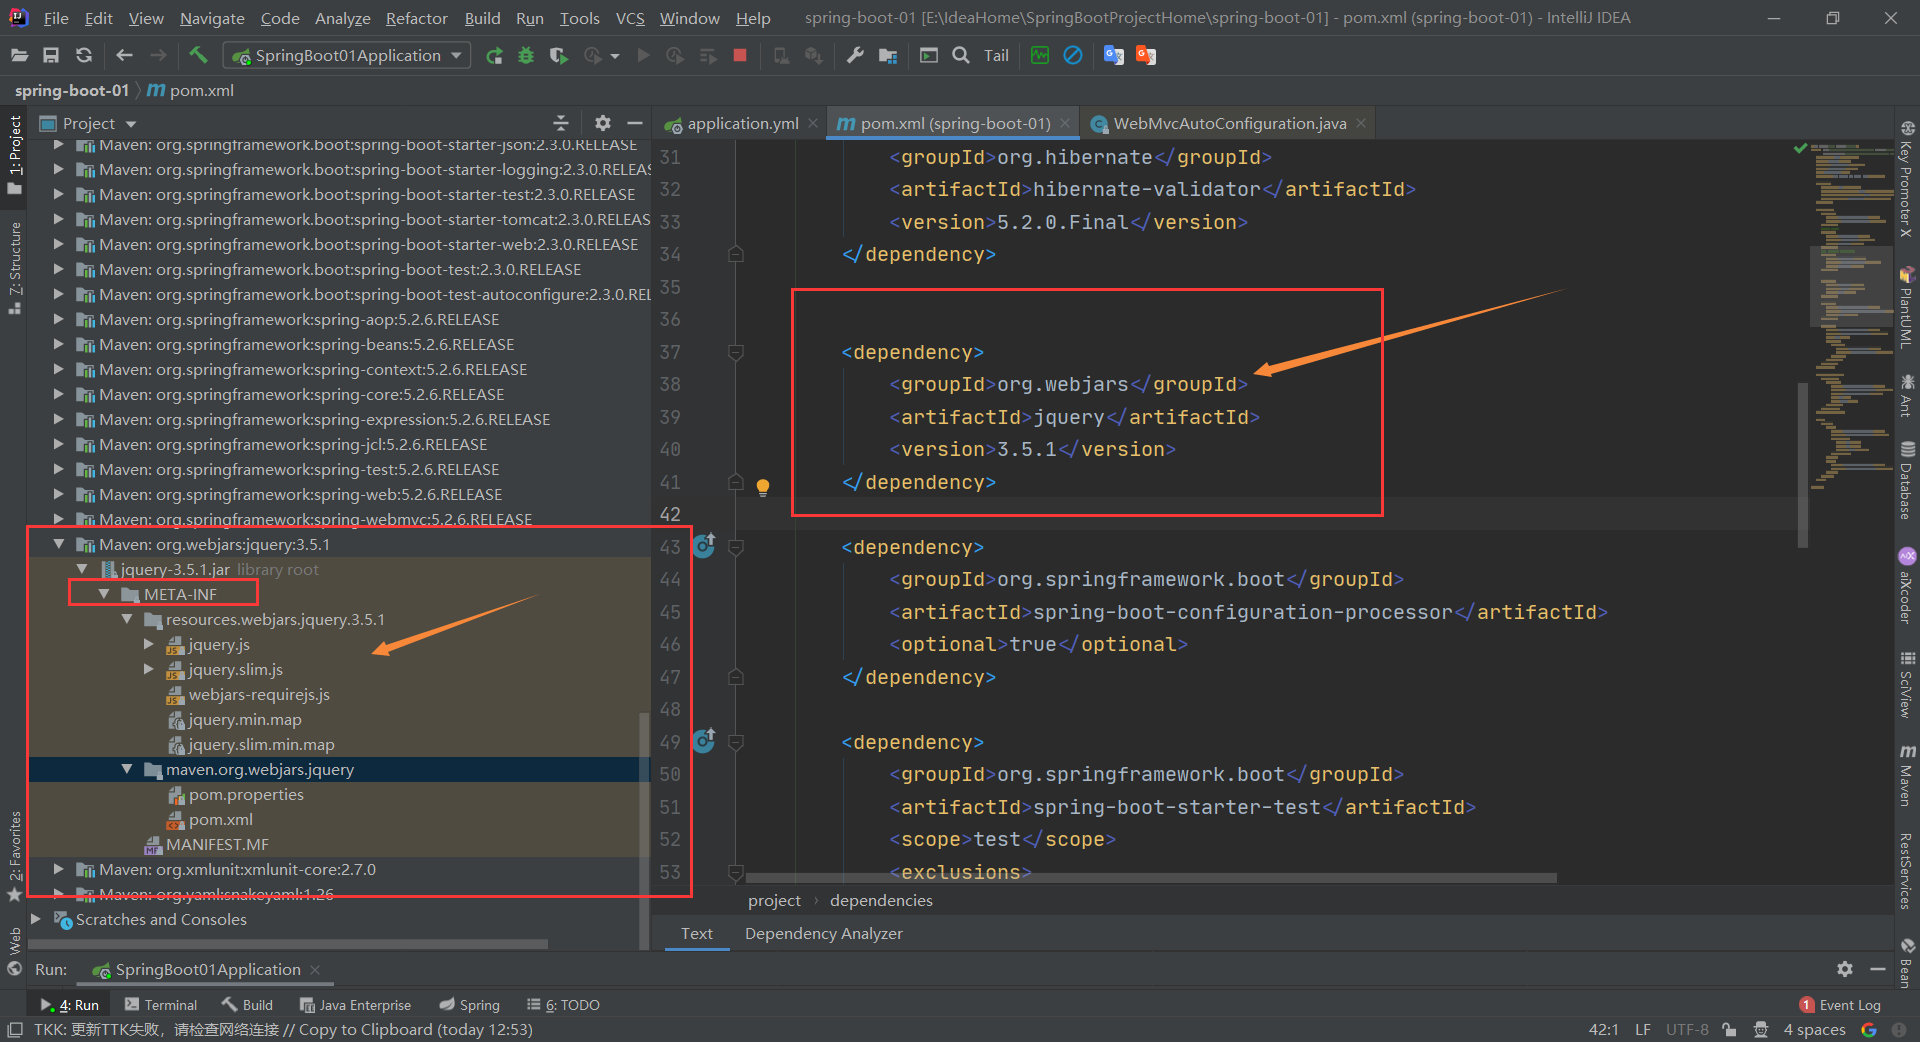 File Edit View Navigate Code Analyze Refactor Build Run Tools VCS Window Help spring-boot-01 [E:\IdeaHome\SpringBootProjectHome\spring-boot-01] - pom.xml (spring-boot-01) - IntelliJ IDEA
SpringBoot01Application Tail
spring-boot-01 pom.xml
Project
application.yml pom.xml (spring-boot-01) WebMvcAutoConfiguration.java
1: Project
7: Structure
2: Favorites
Web
Maven: org.springframework.boot:spring-boot-starter-json:2.3.0.RELEASE
Maven: org.springframework.boot:spring-boot-starter-logging:2.3.0.RELEAS
Maven: org.springframework.boot:spring-boot-starter-test:2.3.0.RELEASE
Maven: org.springframework.boot:spring-boot-starter-tomcat:2.3.0.RELEAS
Maven: org.springframework.boot:spring-boot-starter-web:2.3.0.RELEASE
Maven: org.springframework.boot:spring-boot-test:2.3.0.RELEASE
Maven: org.springframework.boot:spring-boot-test-autoconfigure:2.3.0.REL
Maven: org.springframework:spring-aop:5.2.6.RELEASE
Maven: org.springframework:spring-beans:5.2.6.RELEASE
Maven: org.springframework:spring-context:5.2.6.RELEASE
Maven: org.springframework:spring-core:5.2.6.RELEASE
Maven: org.springframework:spring-expression:5.2.6.RELEASE
Maven: org.springframework:spring-jcl:5.2.6.RELEASE
Maven: org.springframework:spring-test:5.2.6.RELEASE
Maven: org.springframework:spring-web:5.2.6.RELEASE
Maven: org.springframework:spring-webmvc:5.2.6.RELEASE
Maven: org.webjars:jquery:3.5.1
jquery-3.5.1.jar library root
META-INF
resources.webjars.jquery.3.5.1
jquery.js
jquery.slim.js
webjars-requirejs.js
jquery.min.map
jquery.slim.min.map
maven.org.webjars.jquery
pom.properties
pom.xml
MANIFEST.MF
Maven: org.xmlunit:xmlunit-core:2.7.0
Maven: org.yaml:snakeyaml:1.26
Scratches and Consoles
31 <groupId>org.hibernate</groupId>
32 <artifactId>hibernate-validator</artifactId>
33 <version>5.2.0.Final</version>
34 </dependency>
35
36
37 <dependency>
38 <groupId>org.webjars</groupId>
39 <artifactId>jquery</artifactId>
40 <version>3.5.1</version>
41 </dependency>
42
43 <dependency>
44 <groupId>org.springframework.boot</groupId>
45 <artifactId>spring-boot-configuration-processor</artifactId>
46 <optional>true</optional>
47 </dependency>
48
49 <dependency>
50 <groupId>org.springframework.boot</groupId>
51 <artifactId>spring-boot-starter-test</artifactId>
52 <scope>test</scope>
53 <exclusions>
project › dependencies
Text Dependency Analyzer
Key Promoter X
PlantUML
Ant
Database
aiXcoder
SciView
Maven
RestServices
Bean
Run: SpringBoot01Application
4: Run Terminal Build Java Enterprise Spring 6: TODO 1 Event Log
TKK: 更新TTK失败，请检查网络连接 // Copy to Clipboard (today 12:53) 42:1 LF UTF-8 4 spaces